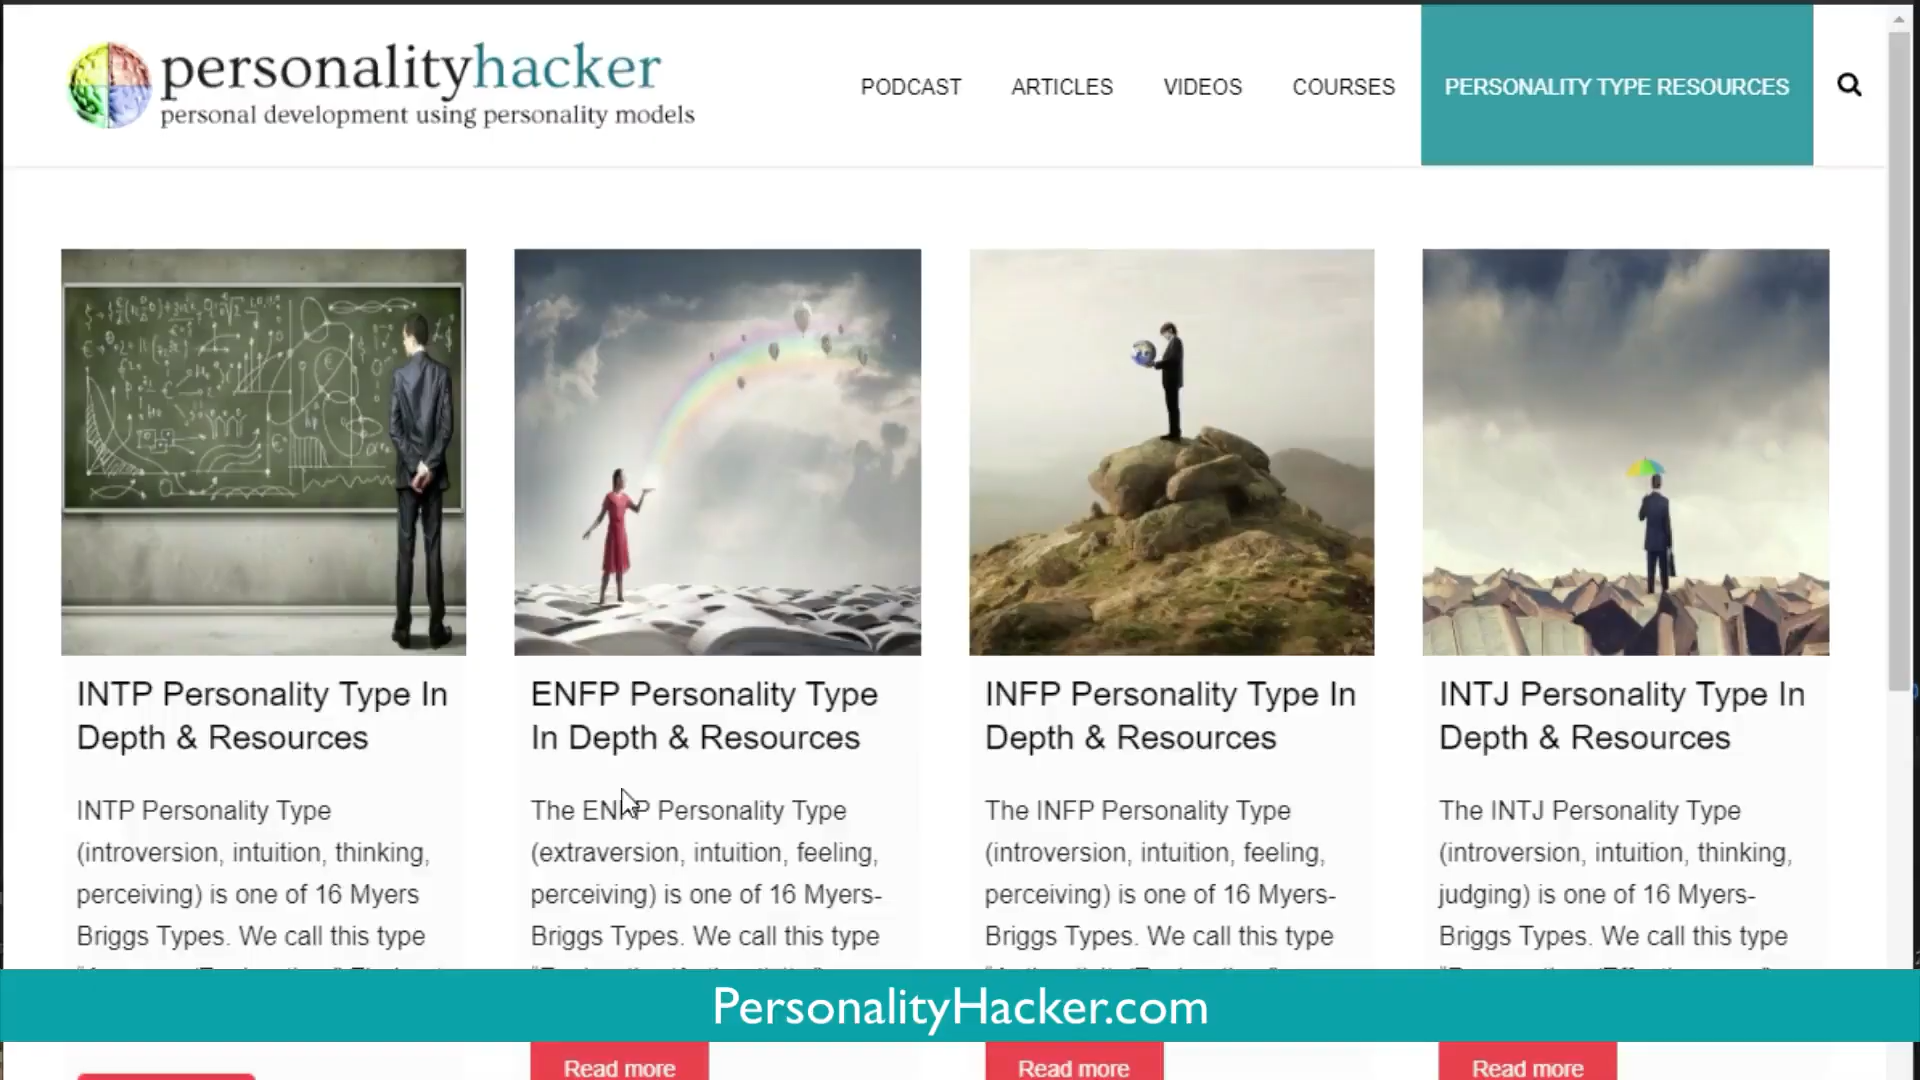 personalityhacker
personal development using personality models
PODCAST
ARTICLES
VIDEOS
COURSES
PERSONALITY TYPE RESOURCES
INTP Personality Type In
Depth & Resources
INTP Personality Type
(introversion, intuition, thinking,
perceiving) is one of 16 Myers
Briggs Types. We call this type
ENFP Personality Type
In Depth & Resources
The ENFP Personality Type
(extraversion, intuition, feeling,
perceiving) is one of 16 Myers-
Briggs Types. We call this type
Read more
INFP Personality Type In
Depth & Resources
The INFP Personality Type
(introversion, intuition, feeling,
perceiving) is one of 16 Myers-
Briggs Types. We call this type
Read more
INTJ Personality Type In
Depth & Resources
The INTJ Personality Type
(introversion, intuition, thinking,
judging) is one of 16 Myers-
Briggs Types. We call this type
Read more
PersonalityHacker.com